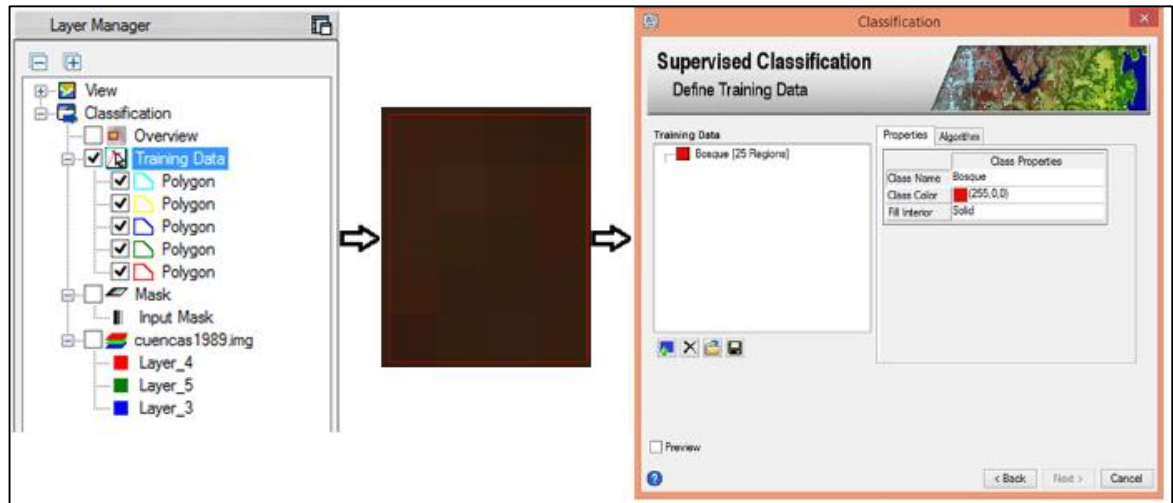 Layer Manager
View
Classification
Overview
Training Data
Polygon
Polygon
Polygon
Polygon
Polygon
Mask
Input Mask
cuencas1989.img
Layer_4
Layer_5
Layer_3
Classification
Supervised Classification
Define Training Data
Training Data
Bosque [25 Regions]
Properties Algorithm
Class Properties
Class Name Bosque
Class Color (255,0,0)
Fill Interior Solid
Preview
< Back Next > Cancel